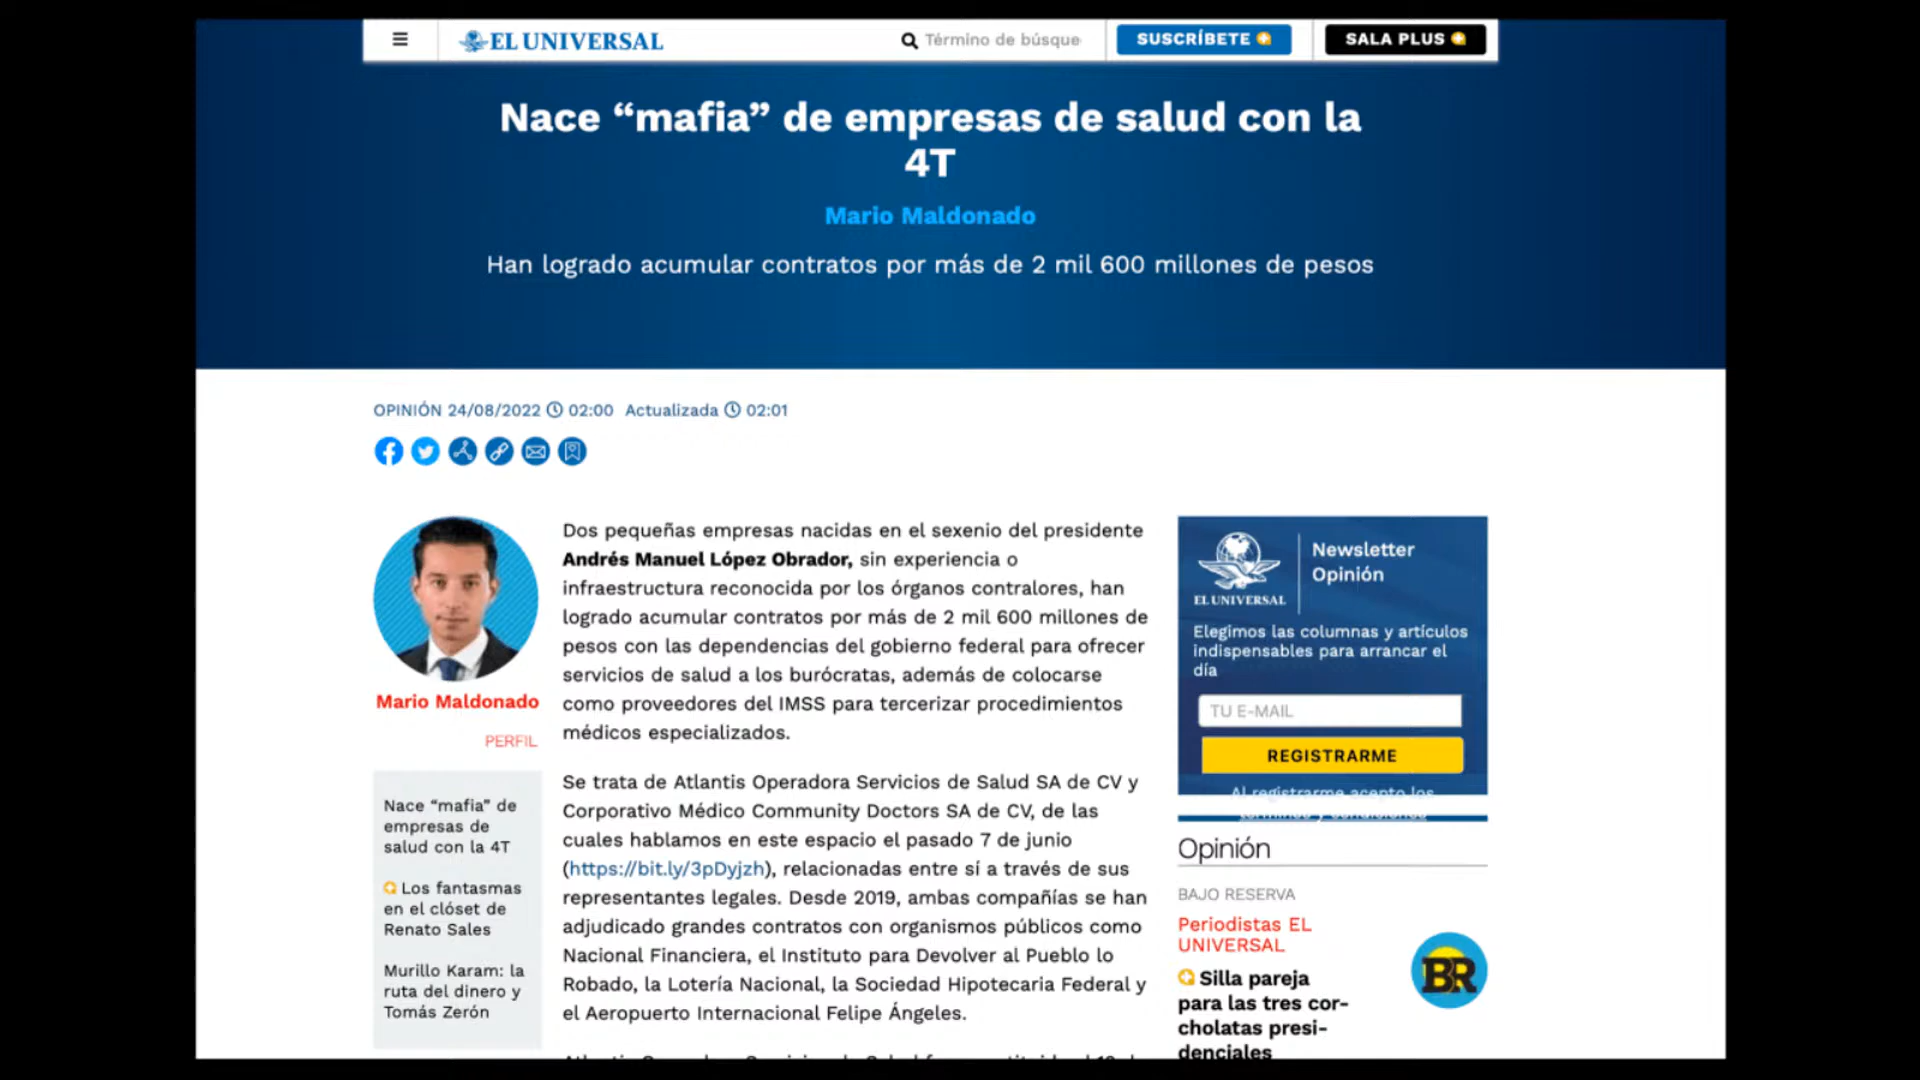 EL UNIVERSAL
Término de búsque
SUSCRÍBETE
SALA PLUS
Nace “mafia” de empresas de salud con la
4T
Mario Maldonado
Han logrado acumular contratos por más de 2 mil 600 millones de pesos
OPINIÓN 24/08/2022 02:00 Actualizada 02:01
Mario Maldonado
PERFIL
Nace “mafia” de
empresas de
salud con la 4T
Los fantasmas
en el clóset de
Renato Sales
Murillo Karam: la
ruta del dinero y
Tomás Zerón
Dos pequeñas empresas nacidas en el sexenio del presidente
Andrés Manuel López Obrador, sin experiencia o
infraestructura reconocida por los órganos contralores, han
logrado acumular contratos por más de 2 mil 600 millones de
pesos con las dependencias del gobierno federal para ofrecer
servicios de salud a los burócratas, además de colocarse
como proveedores del IMSS para tercerizar procedimientos
médicos especializados.
Se trata de Atlantis Operadora Servicios de Salud SA de CV y
Corporativo Médico Community Doctors SA de CV, de las
cuales hablamos en este espacio el pasado 7 de junio
(https://bit.ly/3pDyjzh), relacionadas entre sí a través de sus
representantes legales. Desde 2019, ambas compañías se han
adjudicado grandes contratos con organismos públicos como
Nacional Financiera, el Instituto para Devolver al Pueblo lo
Robado, la Lotería Nacional, la Sociedad Hipotecaria Federal y
el Aeropuerto Internacional Felipe Ángeles.
EL UNIVERSAL
Newsletter
Opinión
Elegimos las columnas y artículos
indispensables para arrancar el
día
TU E-MAIL
REGISTRARME
Al registrarme acepto los
términos y condiciones
Opinión
BAJO RESERVA
Periodistas EL
UNIVERSAL
Silla pareja
para las tres cor-
cholatas presi-
denciales
BR